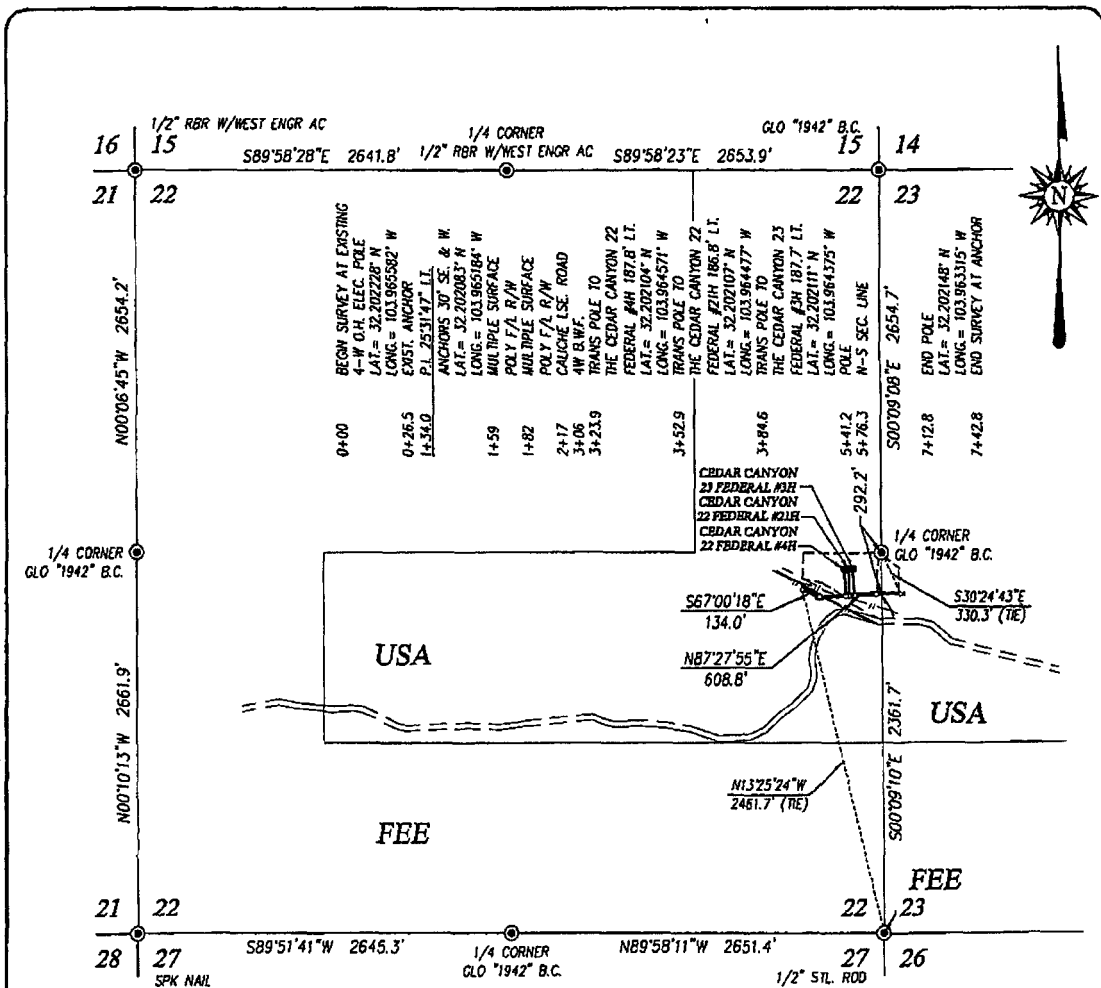 1/2" RBR W/WEST ENGR AC
1/4 CORNER
GLO "1942" B.C.
16 15
S89°58'28"E 2641.8'
1/2" RBR W/WEST ENGR AC
S89°58'23"E 2653.9'
15 14
21 22
22 23
N
N00°06'45"W 2654.2'
0+00 BEGIN SURVEY AT EXISTING
4-W O.H. ELEC. POLE
LAT.= 32.202228° N
LONG.= 103.965582° W
0+26.5 EXIST. ANCHOR
1+34.0 P.I. 25°31'47" LT.
ANCHORS 30' SE. & W.
LAT.= 32.202083° N
LONG.= 103.965184° W
1+59 MULTIPLE SURFACE
POLY F/L R/W
1+82 MULTIPLE SURFACE
POLY F/L R/W
2+17 CALICHE LSE. ROAD
3+06 4W B.W.F.
3+23.9 TRANS POLE TO
THE CEDAR CANYON 22
FEDERAL #4H 187.8' LT.
LAT.= 32.202104° N
LONG.= 103.964571° W
3+52.9 TRANS POLE TO
THE CEDAR CANYON 22
FEDERAL #21H 186.8' LT.
LAT.= 32.202107° N
LONG.= 103.964477° W
3+84.6 TRANS POLE TO
THE CEDAR CANYON 23
FEDERAL #3H 187.7' LT.
LAT.= 32.202111° N
LONG.= 103.964375° W
5+41.2 POLE
5+76.3 N-S SEC. LINE
S00°09'08"E 2654.7'
7+12.8 END POLE
LAT.= 32.202148° N
LONG.= 103.963315° W
7+42.8 END SURVEY AT ANCHOR
CEDAR CANYON
23 FEDERAL #3H
CEDAR CANYON
22 FEDERAL #21H
CEDAR CANYON
22 FEDERAL #4H
292.2'
1/4 CORNER
GLO "1942" B.C.
1/4 CORNER
GLO "1942" B.C.
S67°00'18"E
134.0'
S30°24'43"E
330.3' (TIE)
N87°27'55"E
608.8'
USA
USA
N00°10'13"W 2661.9'
S00°09'10"E 2361.7'
N13°25'24"W
2461.7' (TIE)
FEE
FEE
21 22
22 23
S89°51'41"W 2645.3'
N89°58'11"W 2651.4'
28 27
1/4 CORNER
GLO "1942" B.C.
27 26
SPK NAIL
1/2" STL. ROD